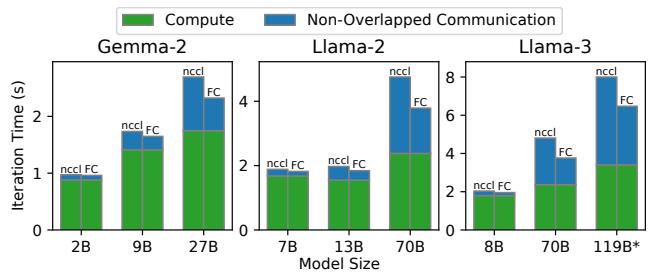 Compute Non-Overlapped Communication
Gemma-2 Llama-2 Llama-3
Iteration Time (s)
0 1 2
nccl FC nccl FC nccl FC
2B 9B 27B
0 2 4
nccl FC nccl FC nccl FC
7B 13B 70B
0 2 4 6 8
nccl FC nccl FC nccl FC
8B 70B 119B*
Model Size